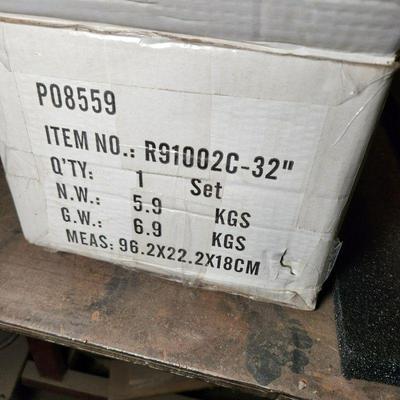 P08559
ITEM NO.: R91002C-32"
Q'TY: 1 Set
N.W.: 5.9 KGS
G.W.: 6.9 KGS
MEAS: 96.2X22.2X18CM